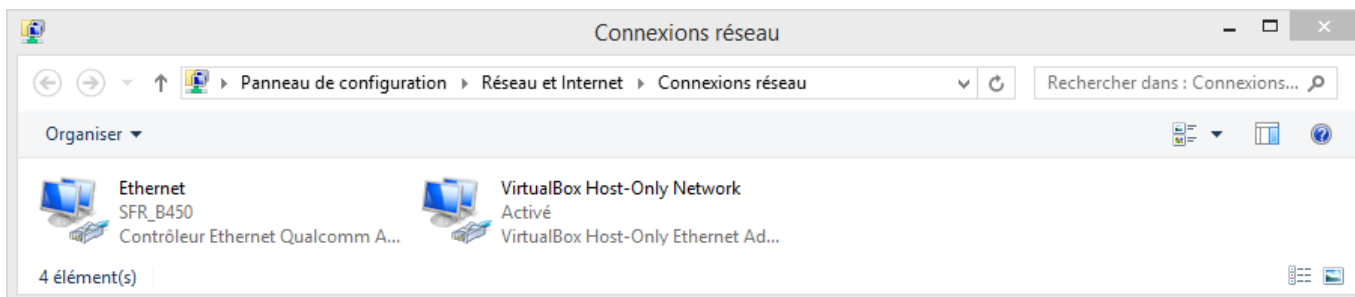 Connexions réseau
Panneau de configuration Réseau et Internet Connexions réseau
Rechercher dans : Connexions...
Organiser
Ethernet
SFR_B450
Contrôleur Ethernet Qualcomm A...
VirtualBox Host-Only Network
Activé
VirtualBox Host-Only Ethernet Ad...
4 élément(s)